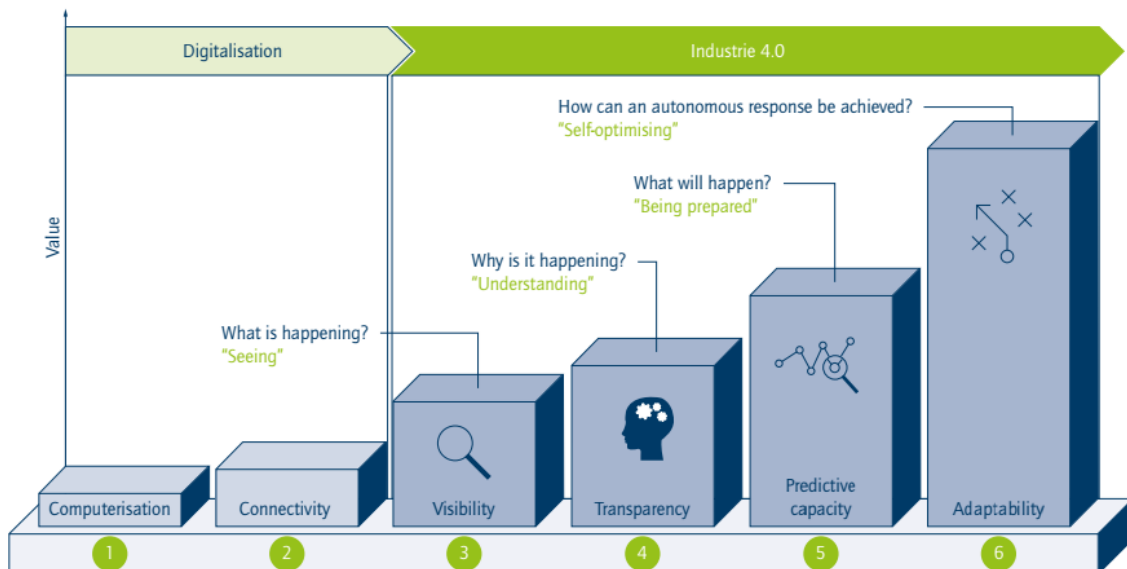 Digitalisation
Industrie 4.0
Value
How can an autonomous response be achieved?
"Self-optimising"
What will happen?
"Being prepared"
Why is it happening?
"Understanding"
What is happening?
"Seeing"
Computerisation
Connectivity
Visibility
Transparency
Predictive
capacity
Adaptability
1
2
3
4
5
6